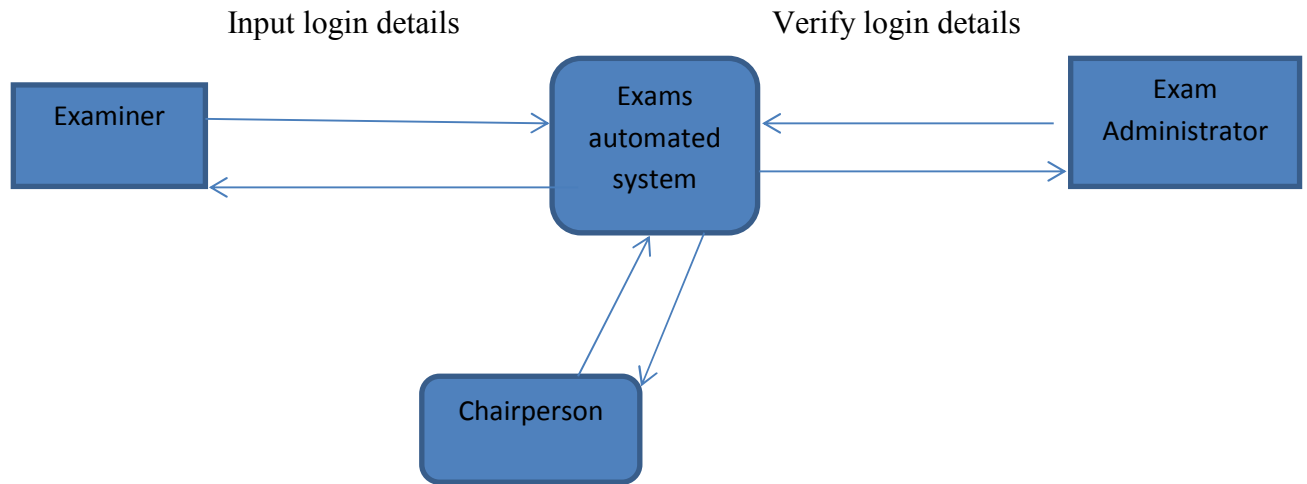 Input login details
Verify login details
Examiner
Exams
automated
system
Exam
Administrator
Chairperson